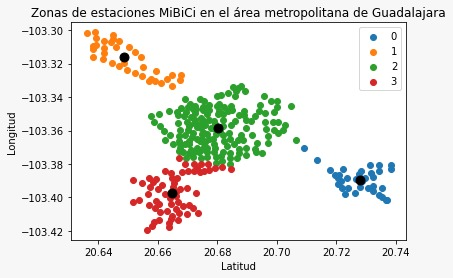 Zonas de estaciones MiBiCi en el área metropolitana de Guadalajara
−103.30
−103.32
−103.34
−103.36
−103.38
−103.40
−103.42
Longitud
0
1
2
3
20.64 20.66 20.68 20.70 20.72 20.74
Latitud